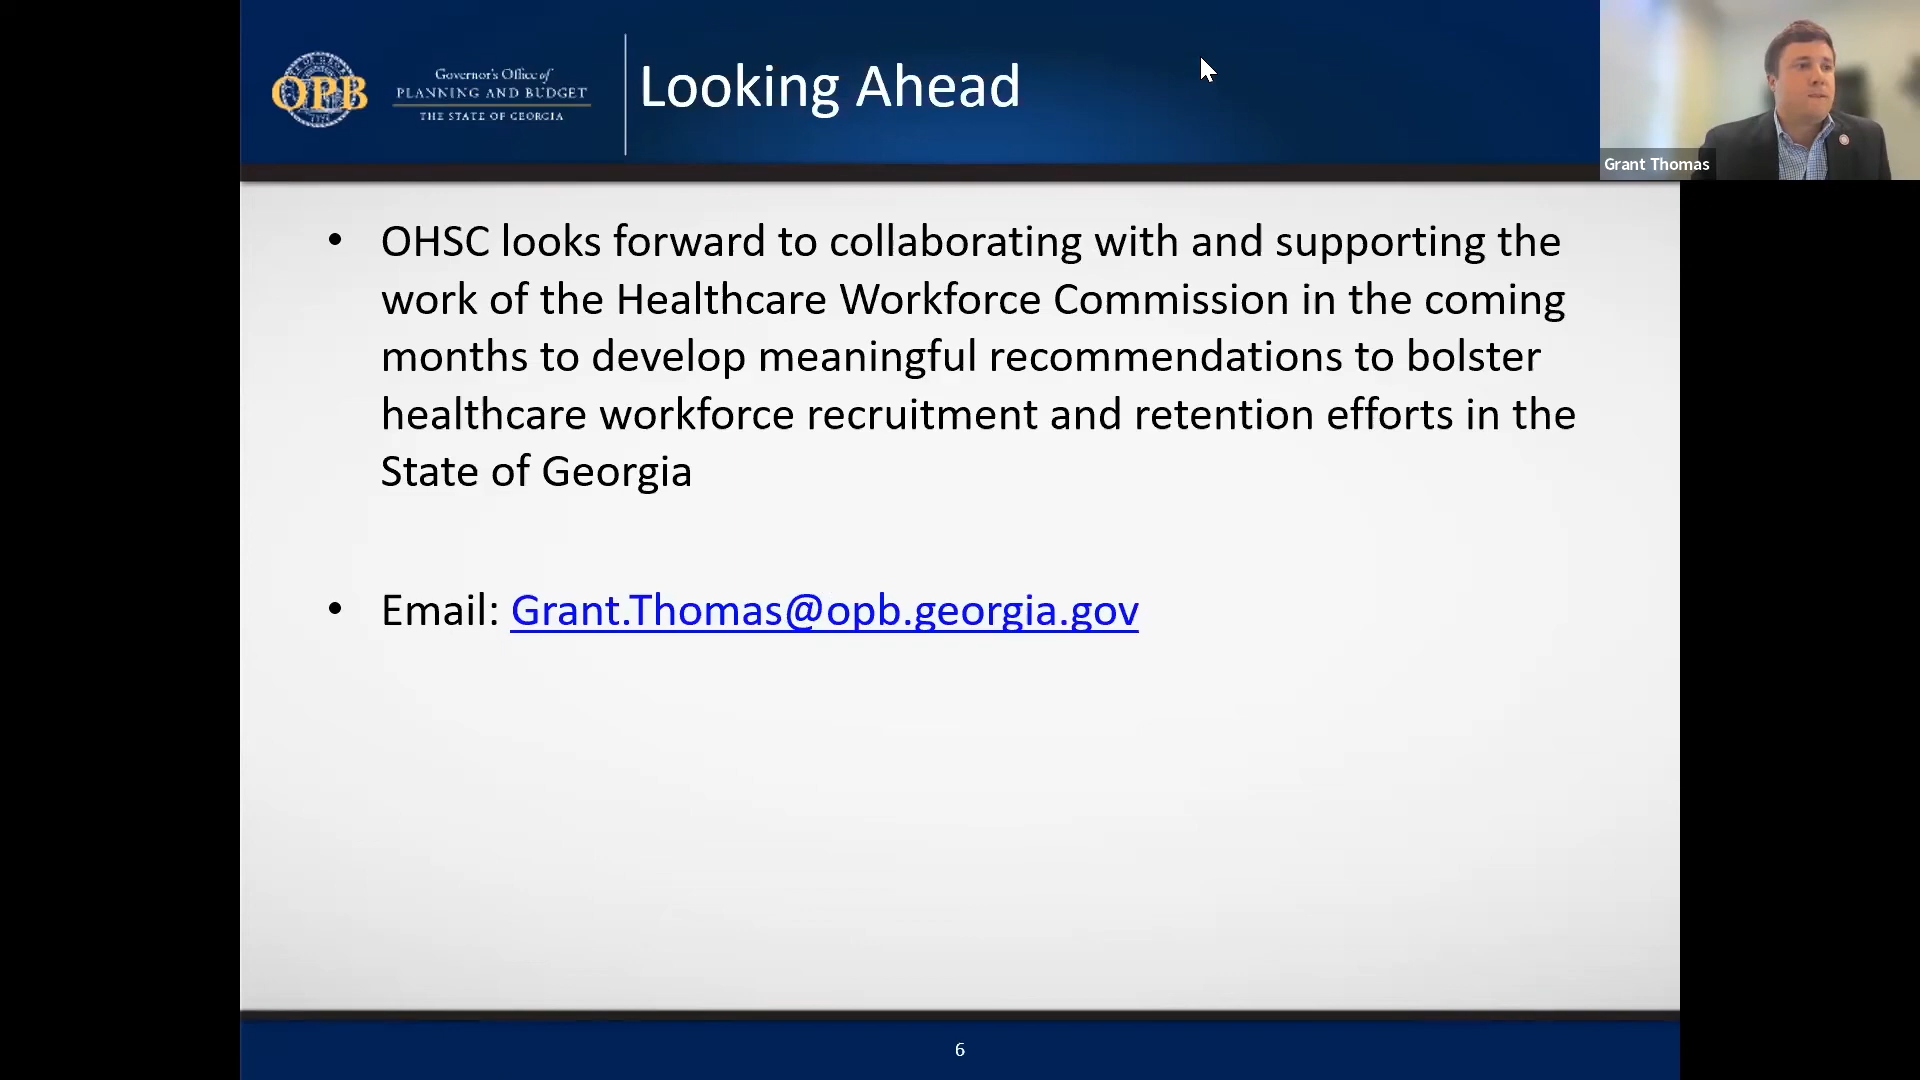 OPB
Governor's Office of
PLANNING AND BUDGET
THE STATE OF GEORGIA
Looking Ahead
Grant Thomas
• OHSC looks forward to collaborating with and supporting the
work of the Healthcare Workforce Commission in the coming
months to develop meaningful recommendations to bolster
healthcare workforce recruitment and retention efforts in the
State of Georgia
• Email: Grant.Thomas@opb.georgia.gov
6